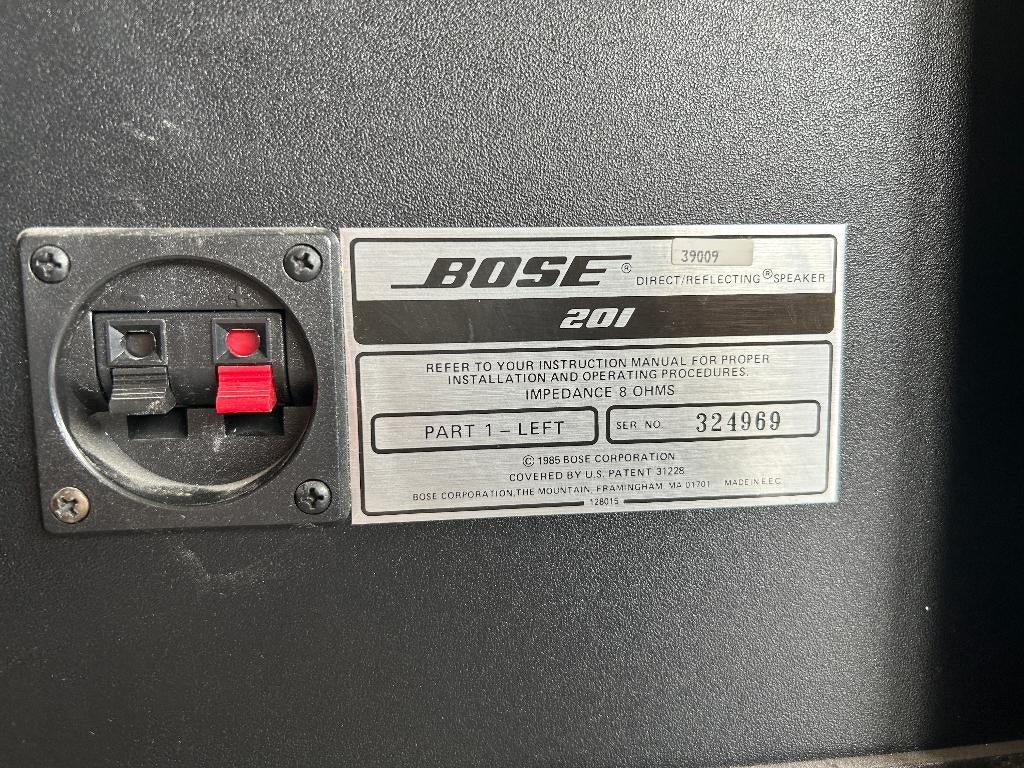 39009
BOSE®
DIRECT/REFLECTING® SPEAKER
201
REFER TO YOUR INSTRUCTION MANUAL FOR PROPER
INSTALLATION AND OPERATING PROCEDURES.
IMPEDANCE 8 OHMS
PART 1 - LEFT
SER. NO. 324969
© 1985 BOSE CORPORATION
COVERED BY U.S. PATENT 31228
BOSE CORPORATION, THE MOUNTAIN, FRAMINGHAM, MA 01701 MADE IN E.E.C.
128015
+